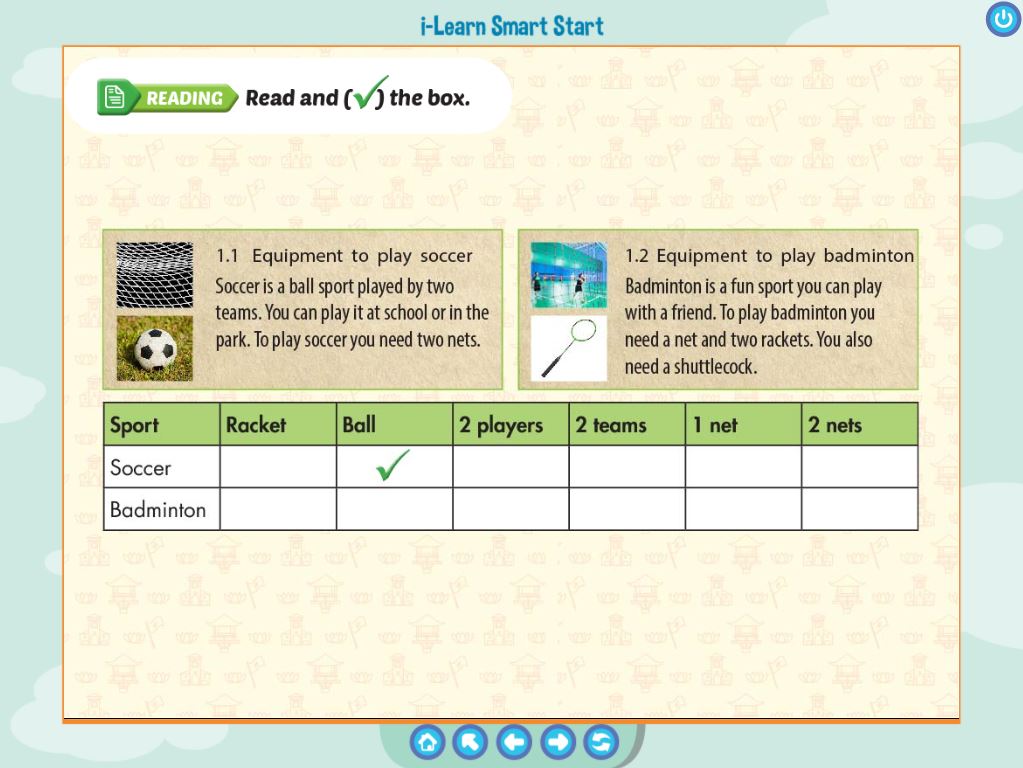 i-Learn Smart Start
READING Read and (✓) the box.
1.1 Equipment to play soccer
Soccer is a ball sport played by two
teams. You can play it at school or in the
park. To play soccer you need two nets.
1.2 Equipment to play badminton
Badminton is a fun sport you can play
with a friend. To play badminton you
need a net and two rackets. You also
need a shuttlecock.
Sport Racket Ball 2 players 2 teams 1 net 2 nets
Soccer ✓
Badminton